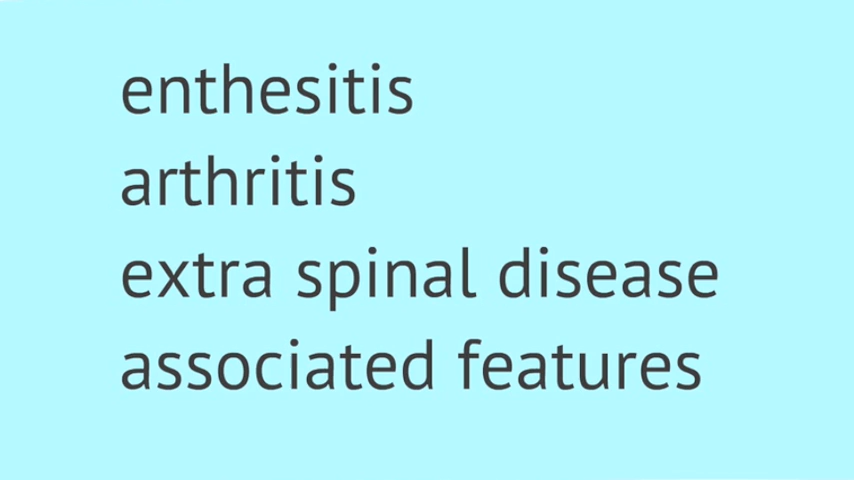 enthesitis
arthritis
extra spinal disease
associated features